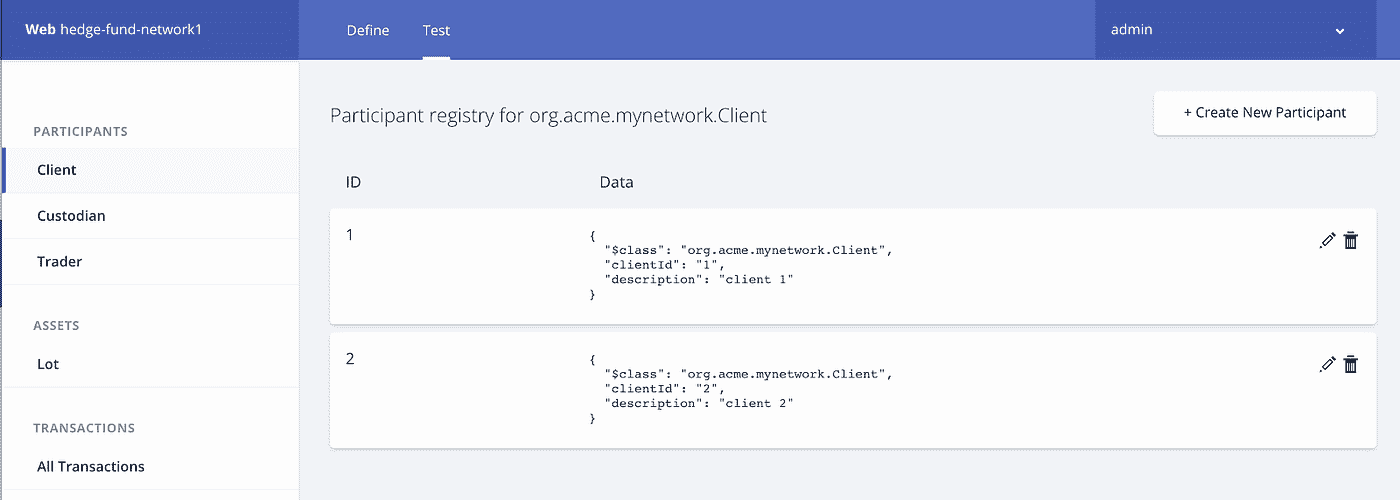 Web hedge-fund-network1
Define
Test
admin
PARTICIPANTS
Client
Custodian
Trader
ASSETS
Lot
TRANSACTIONS
All Transactions
Participant registry for org.acme.mynetwork.Client
+ Create New Participant
ID
Data
1
{
"$class": "org.acme.mynetwork.Client",
"clientId": "1",
"description": "client 1"
}
2
{
"$class": "org.acme.mynetwork.Client",
"clientId": "2",
"description": "client 2"
}